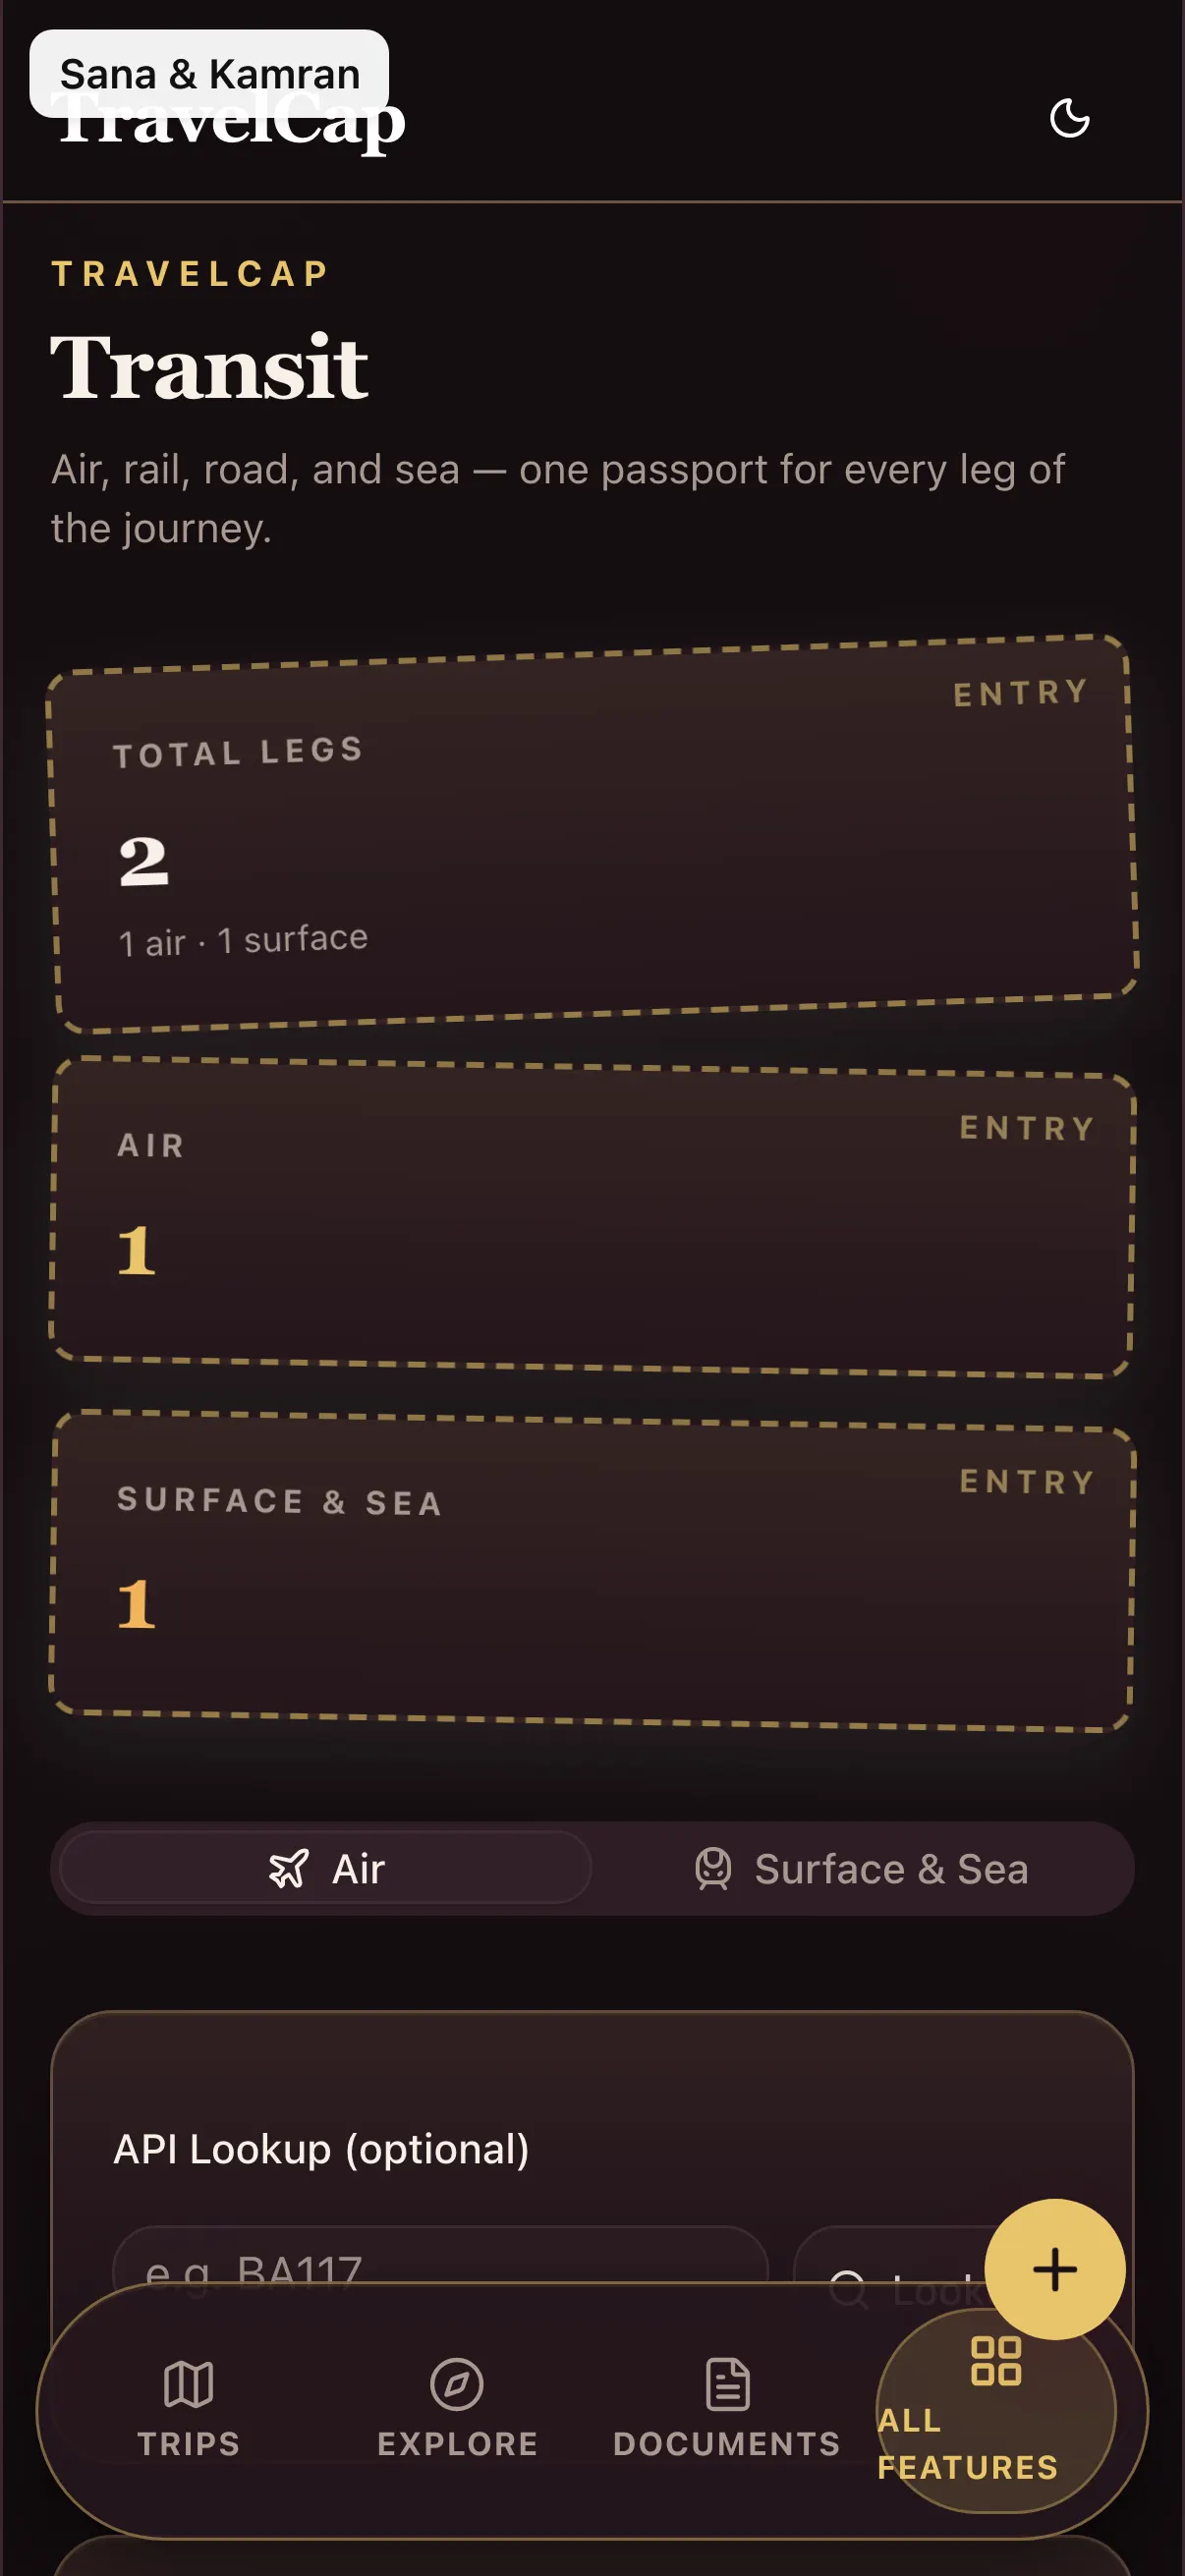 Sana & Kamran
TravelCap
TRAVELCAP
Transit
Air, rail, road, and sea — one passport for every leg of
the journey.
ENTRY
TOTAL LEGS
2
1 air · 1 surface
ENTRY
AIR
1
ENTRY
SURFACE & SEA
1
Air
Surface & Sea
API Lookup (optional)
e.g. BA117
TRIPS
EXPLORE
DOCUMENTS
ALL
FEATURES